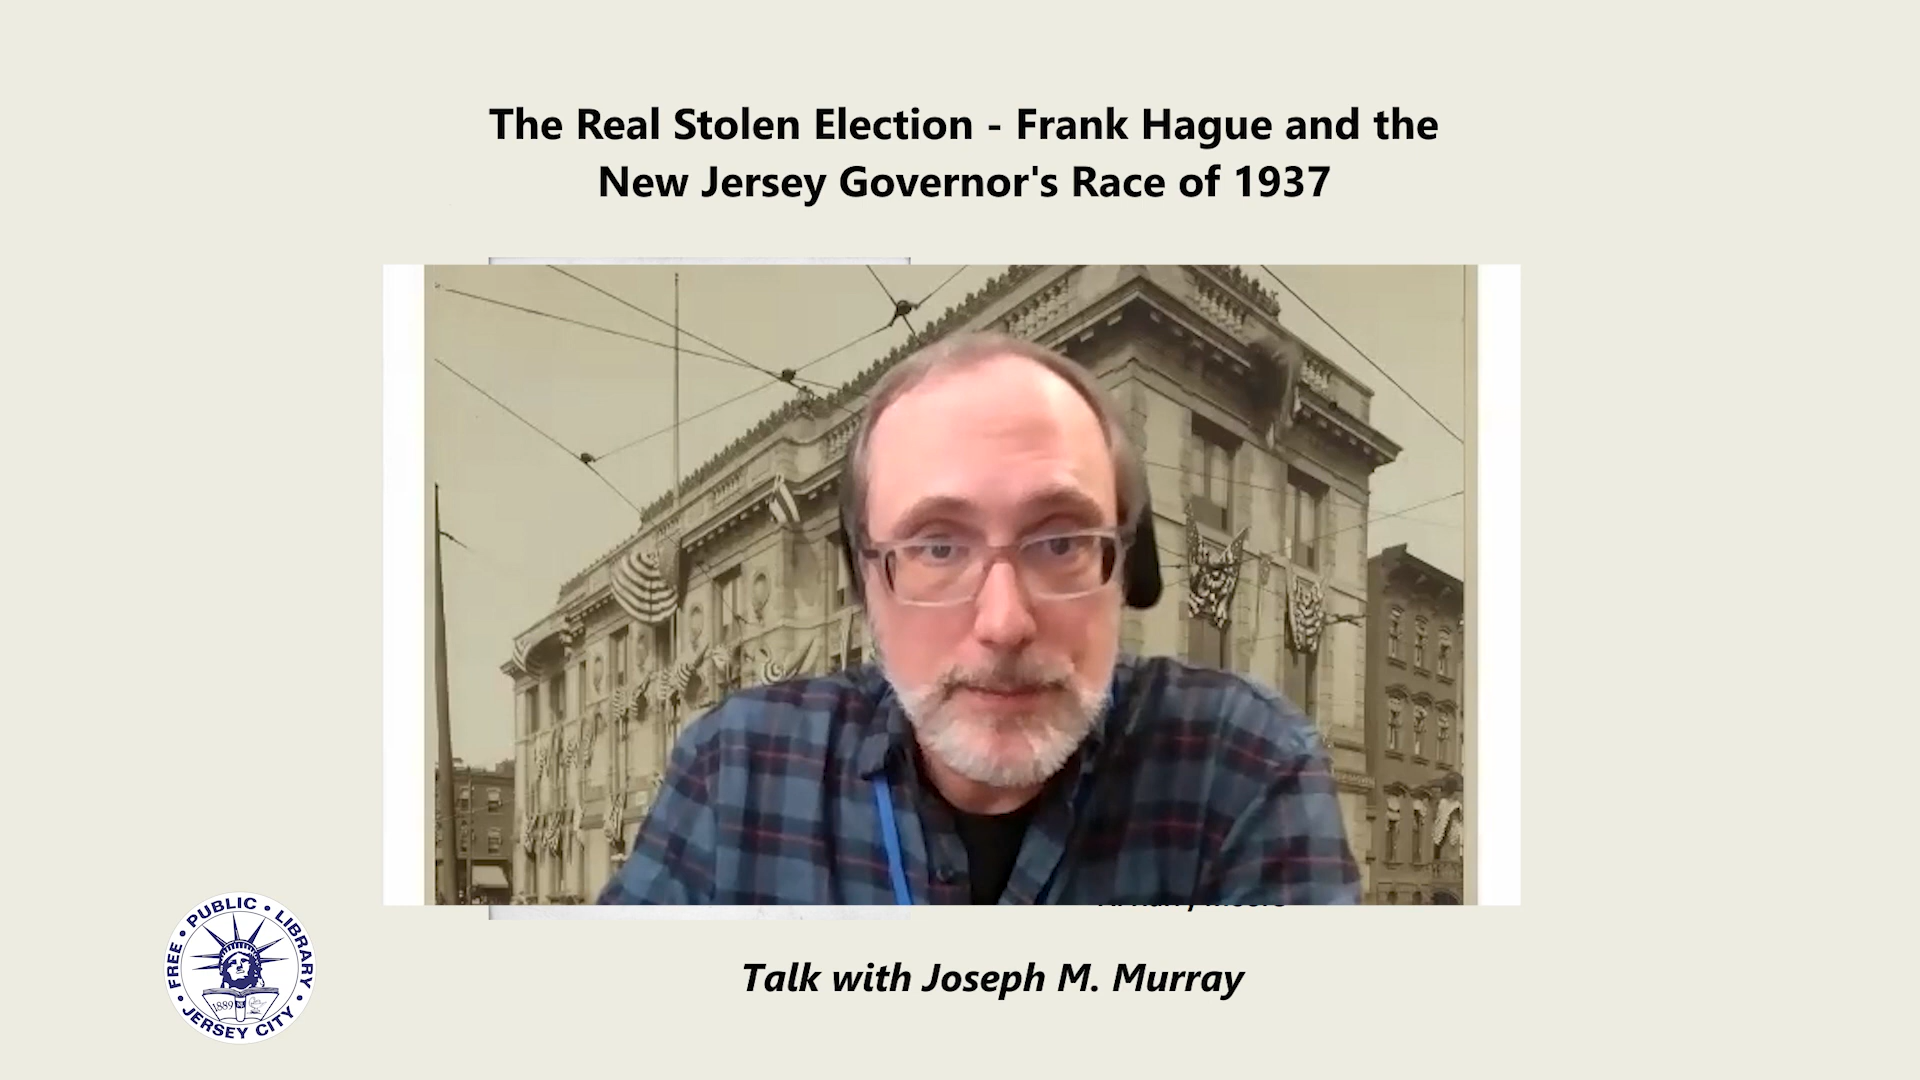 The Real Stolen Election - Frank Hague and the
New Jersey Governor's Race of 1937
FREE • PUBLIC • LIBRARY
1889
JERSEY CITY
Talk with Joseph M. Murray